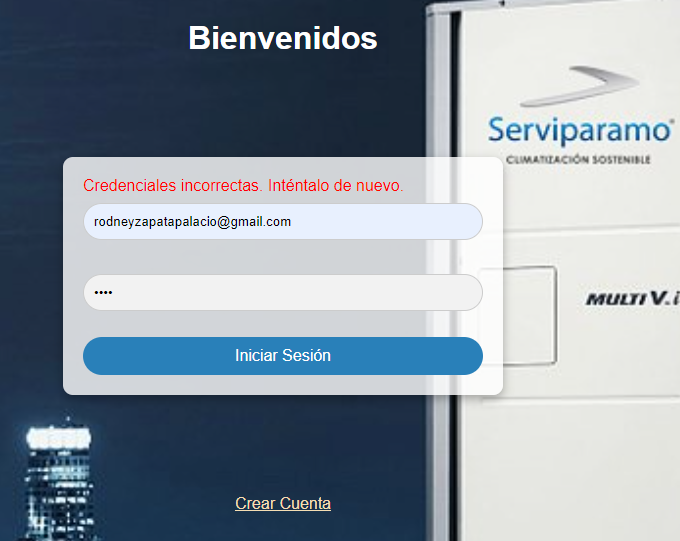 Bienvenidos
Serviparamo
CLIMATIZACIÓN SOSTENIBLE
Credenciales incorrectas. Inténtalo de nuevo.
rodneyzapatapalacio@gmail.com
••••
MULTI V.i
Iniciar Sesión
Crear Cuenta